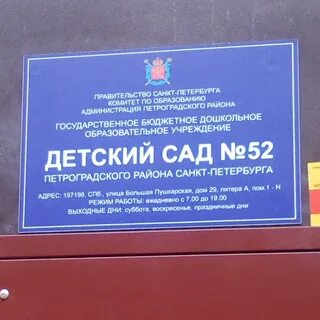 ПРАВИТЕЛЬСТВО САНКТ-ПЕТЕРБУРГА
КОМИТЕТ ПО ОБРАЗОВАНИЮ
АДМИНИСТРАЦИЯ ПЕТРОГРАДСКОГО РАЙОНА
ГОСУДАРСТВЕННОЕ БЮДЖЕТНОЕ ДОШКОЛЬНОЕ
ОБРАЗОВАТЕЛЬНОЕ УЧРЕЖДЕНИЕ
ДЕТСКИЙ САД №52
ПЕТРОГРАДСКОГО РАЙОНА САНКТ-ПЕТЕРБУРГА
АДРЕС: 197198, СПб., улица Большая Пушкарская, дом 29, литера А, пом.1 - Н
РЕЖИМ РАБОТЫ: ежедневно с 7.00 до 19.00
ВЫХОДНЫЕ ДНИ: суббота, воскресенье, праздничные дни